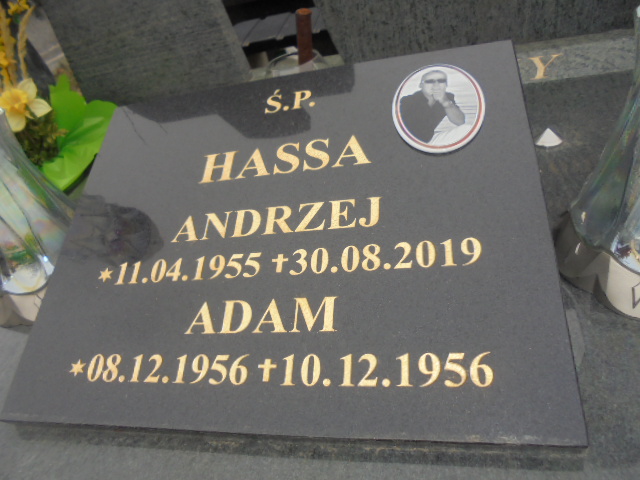 Ś.P.
HASSA
ANDRZEJ
*11.04.1955 †30.08.2019
ADAM
*08.12.1956 †10.12.1956
Y